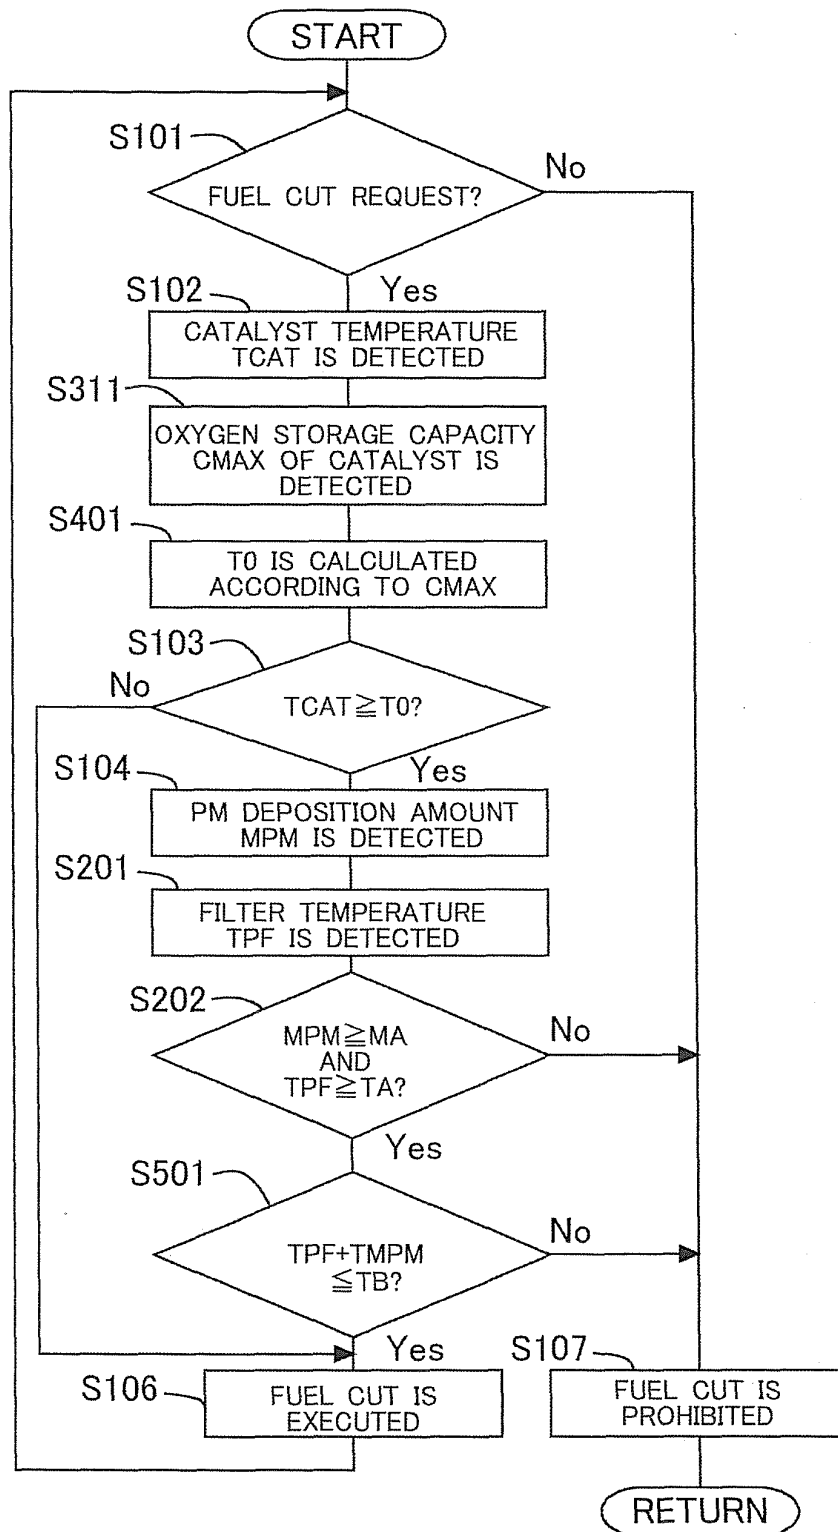 START
S101
No
FUEL CUT REQUEST?
Yes
S102
CATALYST TEMPERATURE
TCAT IS DETECTED
S311
OXYGEN STORAGE CAPACITY
CMAX OF CATALYST IS
DETECTED
S401
T0 IS CALCULATED
ACCORDING TO CMAX
S103
No
TCAT≧T0?
Yes
S104
PM DEPOSITION AMOUNT
MPM IS DETECTED
S201
FILTER TEMPERATURE
TPF IS DETECTED
S202
No
MPM≧MA
AND
TPF≧TA?
Yes
S501
No
TPF+TMPM
≦TB?
Yes
S106
FUEL CUT IS
EXECUTED
S107
FUEL CUT IS
PROHIBITED
RETURN